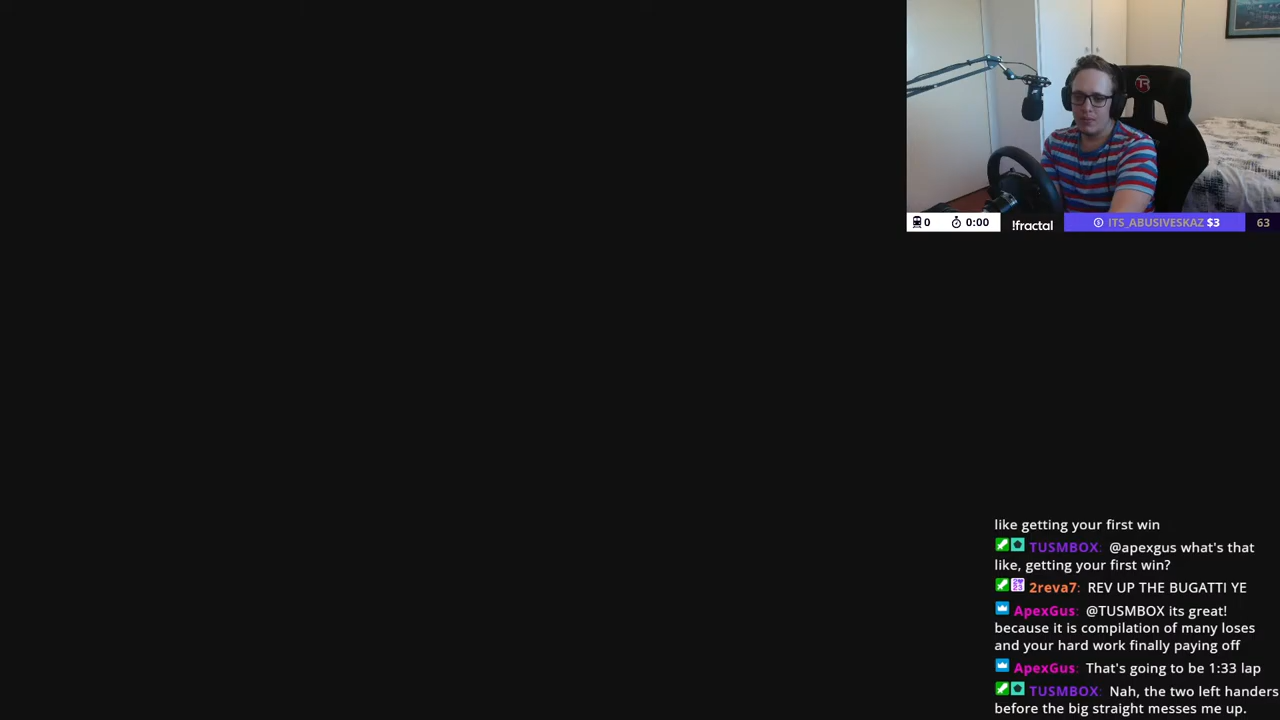 0
0:00
!fractal
ITS_ABUSIVESKAZ $3
63
like getting your first win
TUSMBOX: @apexgus what's that
like, getting your first win?
2reva7: REV UP THE BUGATTI YE
ApexGus: @TUSMBOX its great!
because it is compilation of many loses
and your hard work finally paying off
ApexGus: That's going to be 1:33 lap
TUSMBOX: Nah, the two left handers
before the big straight messes me up.